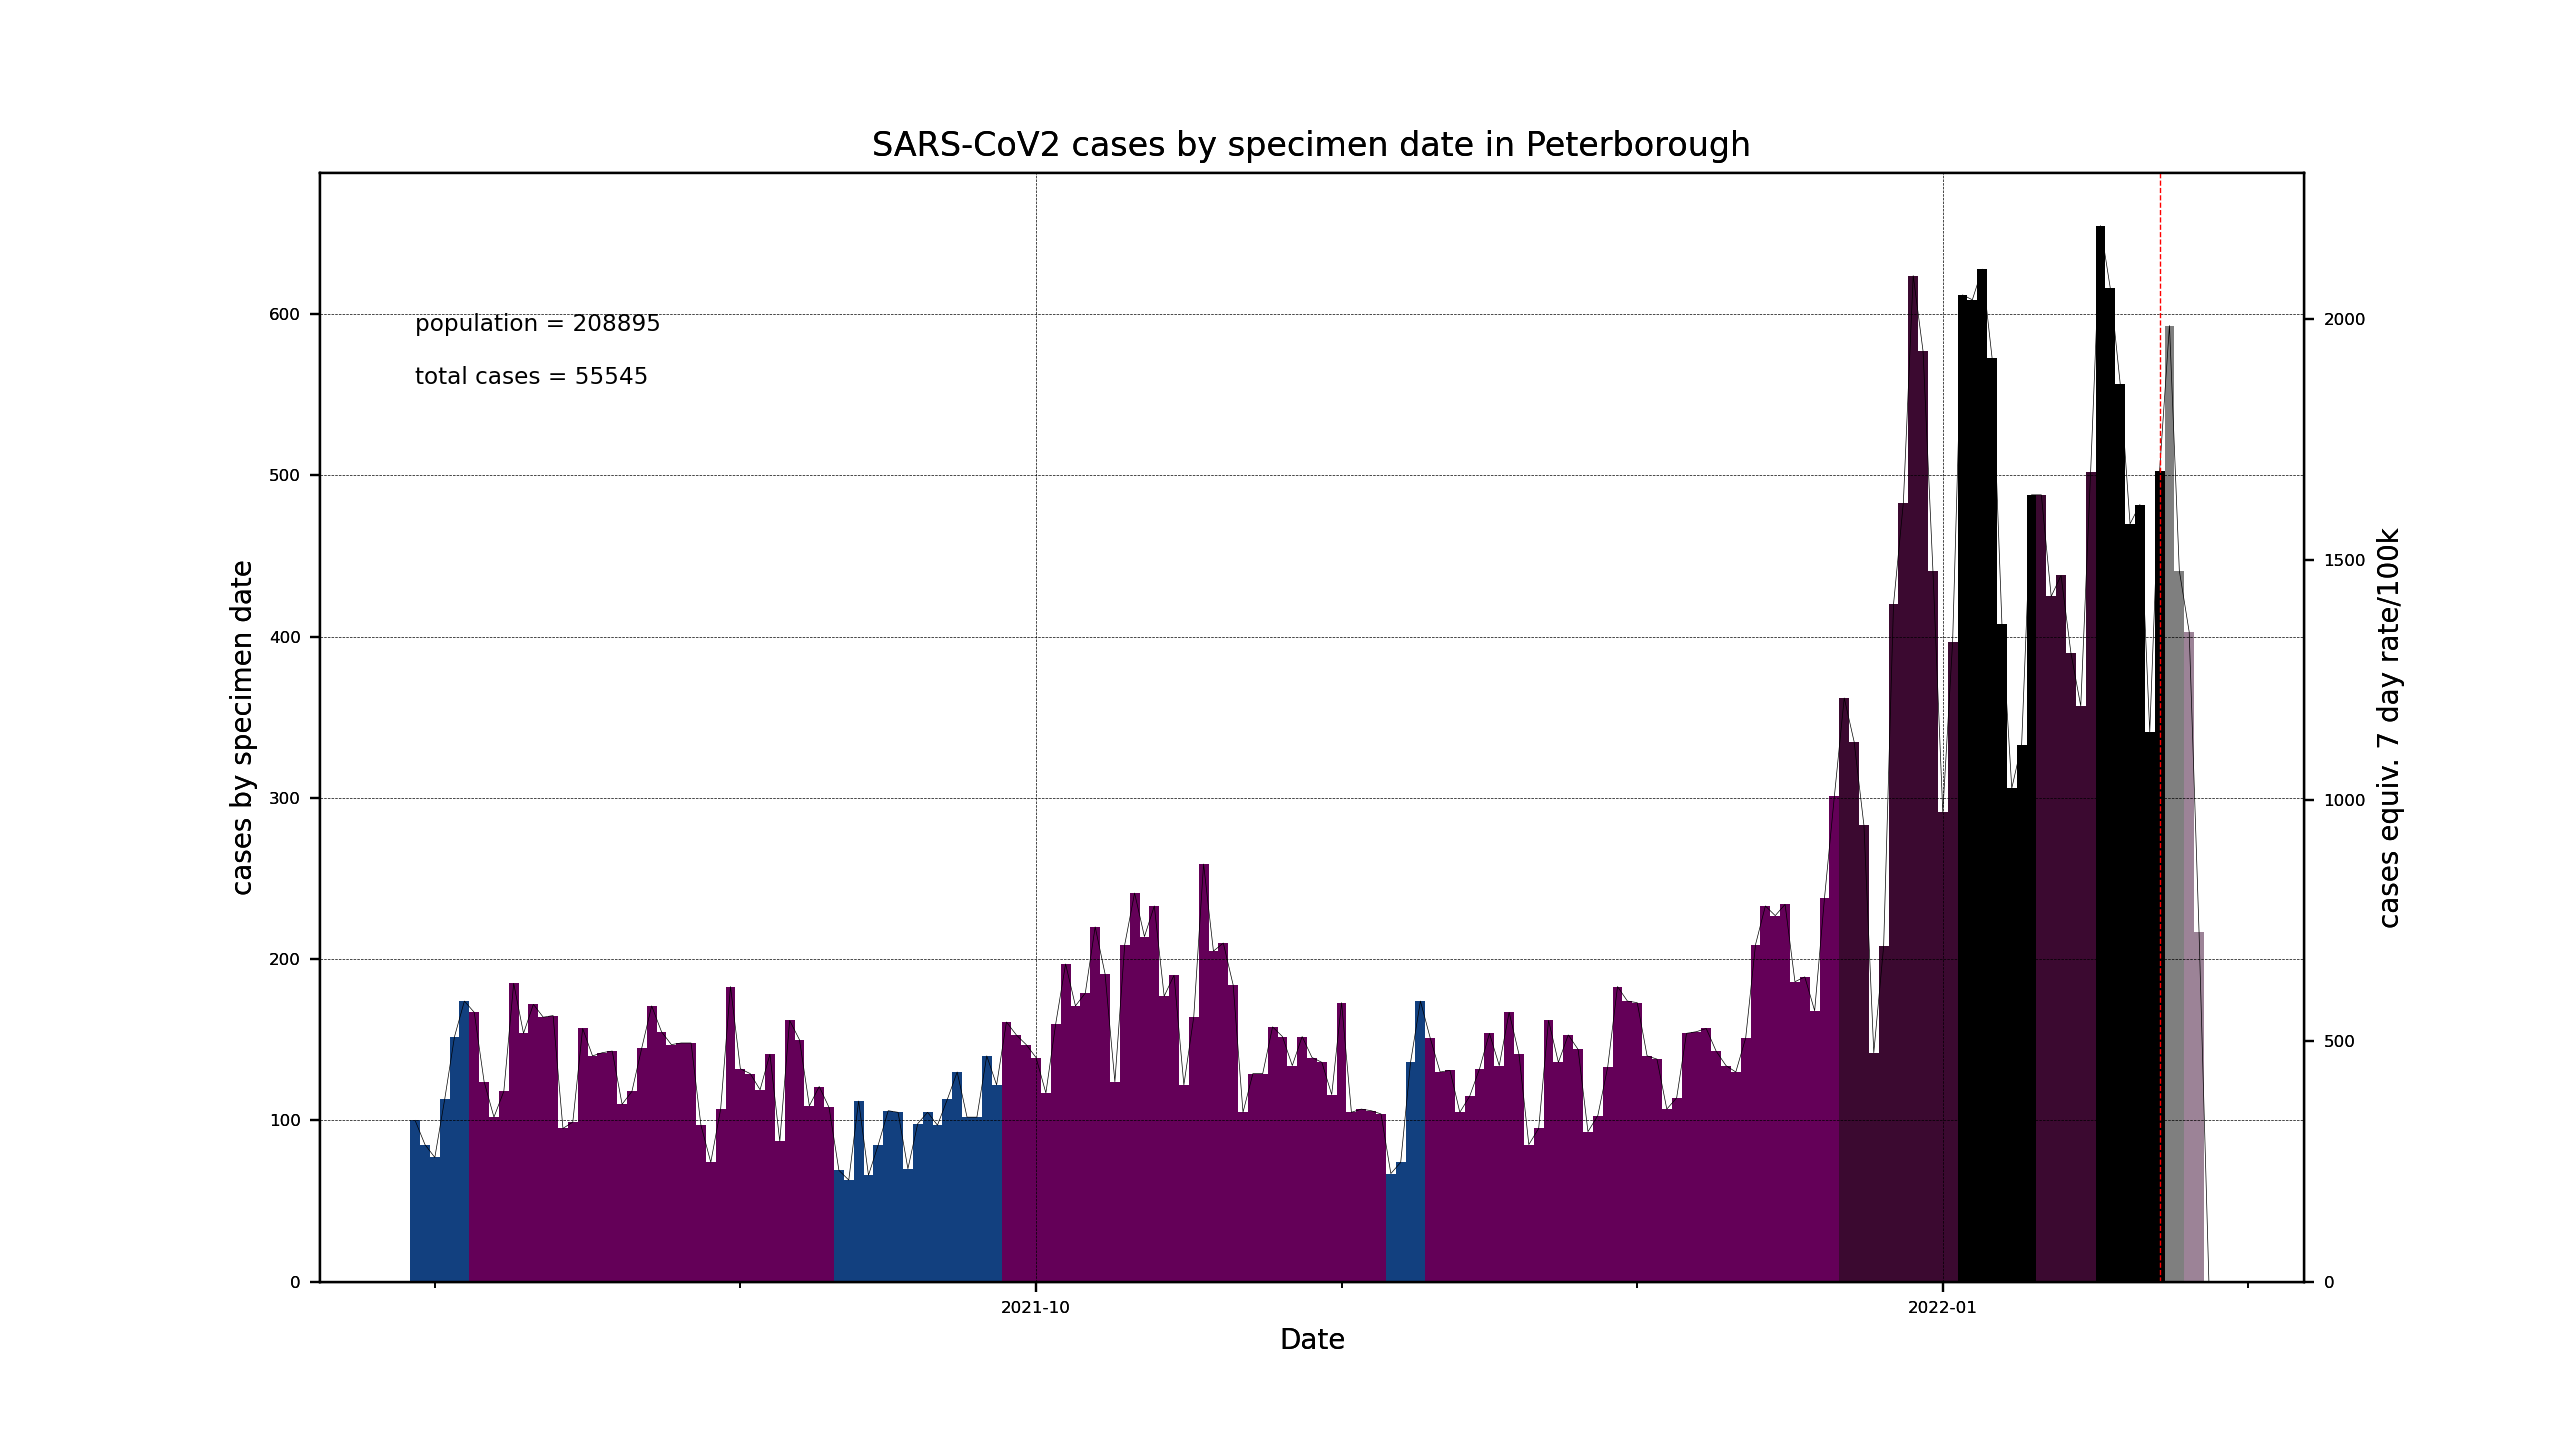 SARS-CoV2 cases by specimen date in Peterborough
population = 208895
total cases = 55545
cases by specimen date
600
500
400
300
200
100
0
2000
1500
1000
500
0
cases equiv. 7 day rate/100k
2021-10
2022-01
Date